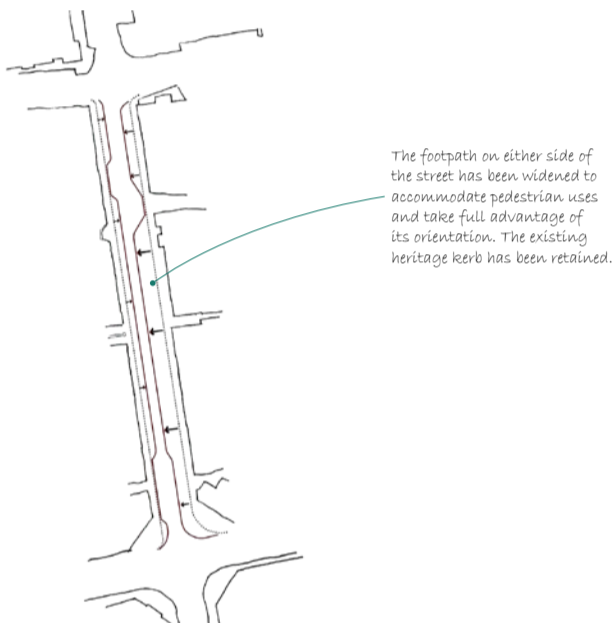 The footpath on either side of
the street has been widened to
accommodate pedestrian uses
and take full advantage of
its orientation. The existing
heritage kerb has been retained.